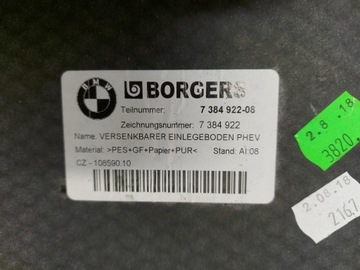 BMW
BORGERS
Teilnummer: 7 384 922-08
Zeichnungsnummer: 7 384 922
Name: VERSENKBARER EINLEGEBODEN PHEV
Material: >PES+GF+Papier+PUR< Stand: AI:08
CZ - 108590.10
2.8.18
3820.
2.08.18
2167